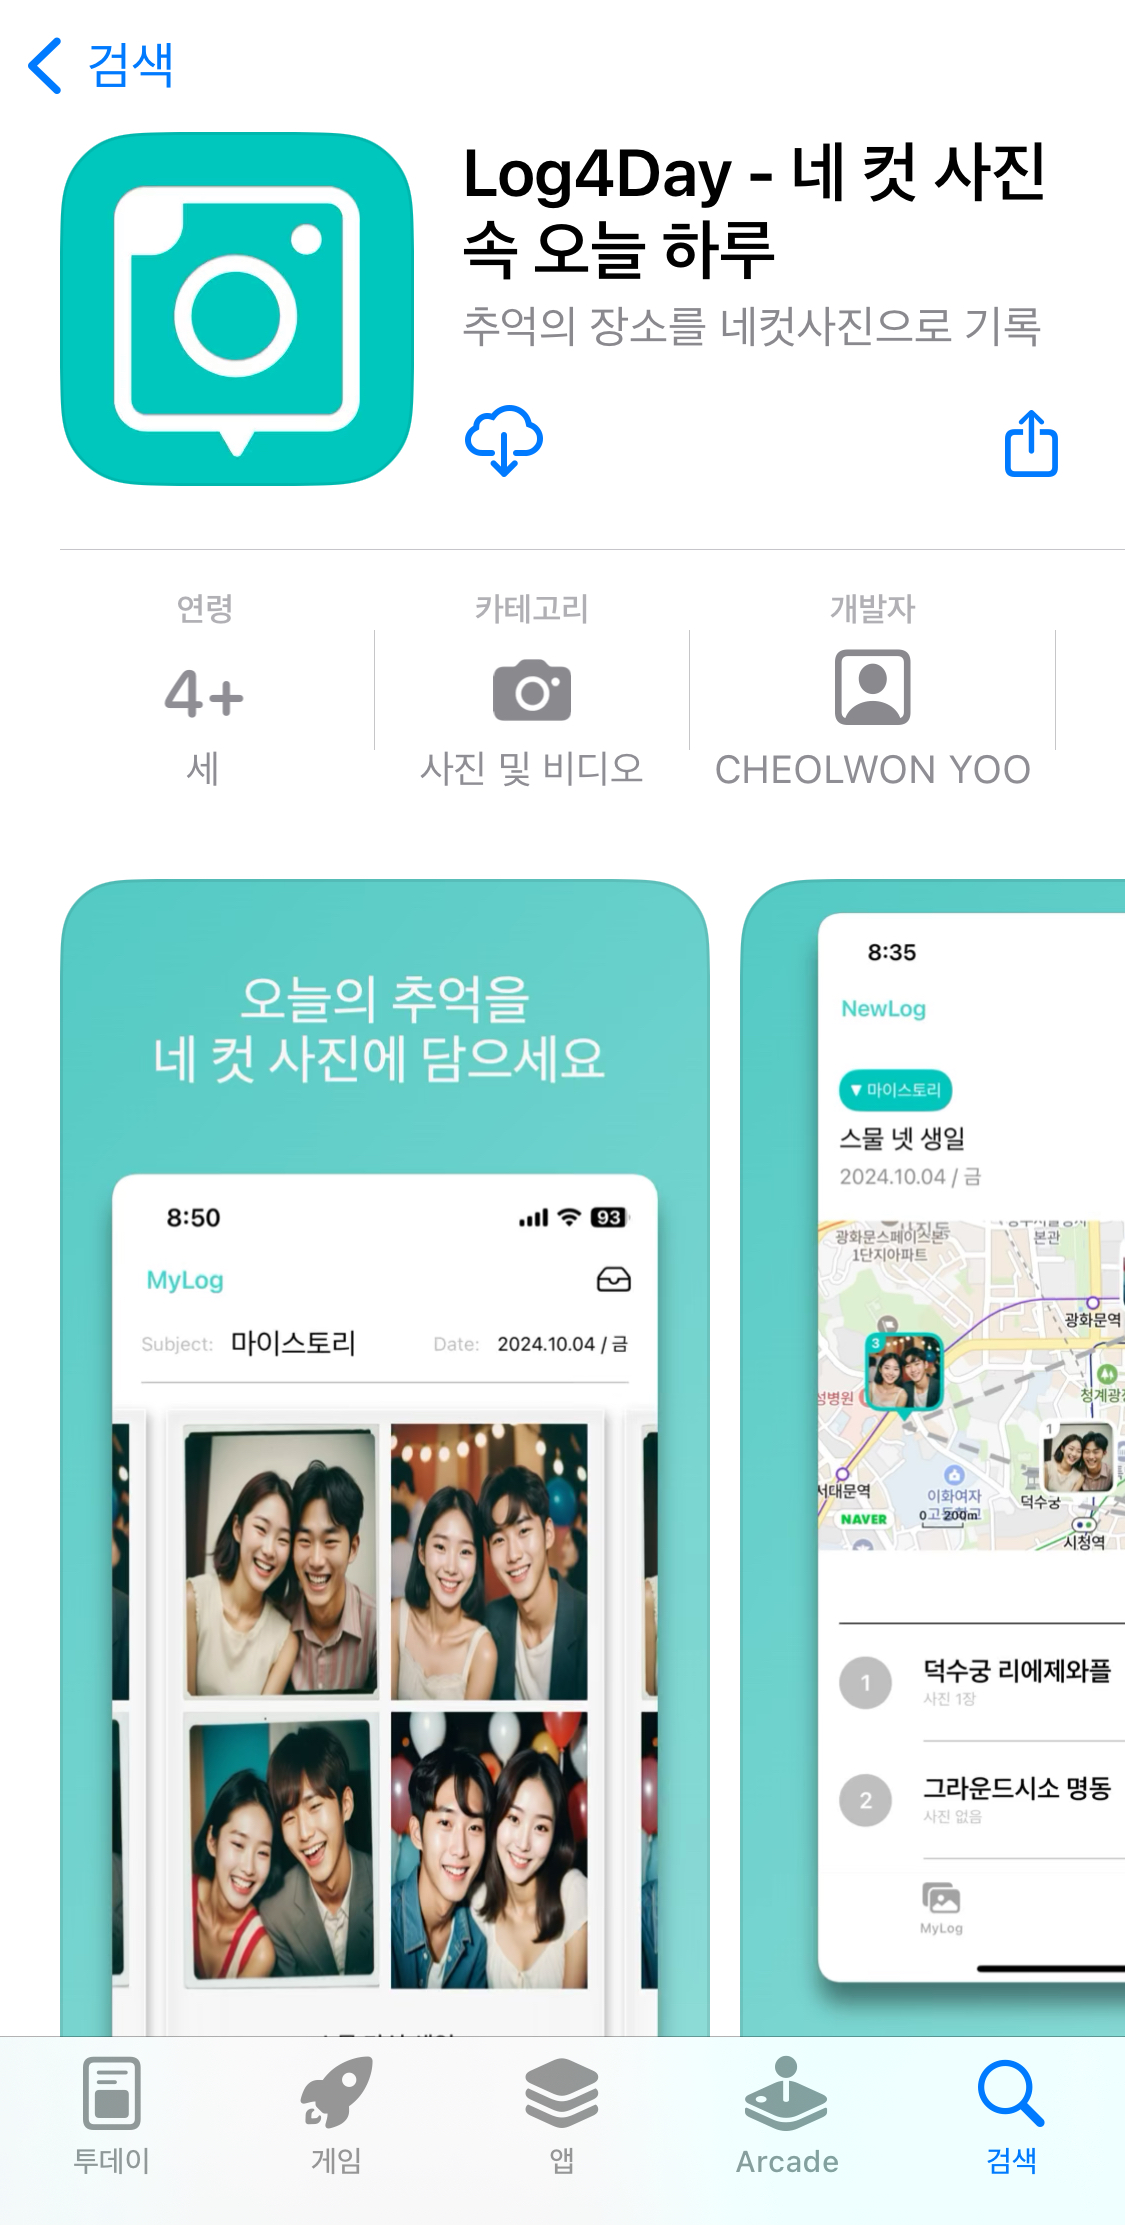 검색
Log4Day - 네 컷 사진
속 오늘 하루
추억의 장소를 네컷사진으로 기록
연령
4+
세
카테고리
사진 및 비디오
개발자
CHEOLWON YOO
오늘의 추억을
네 컷 사진에 담으세요
8:50
93
MyLog
Subject: 마이스토리
Date: 2024.10.04 / 금
8:35
NewLog
▼ 마이스토리
스물 넷 생일
2024.10.04 / 금
광화문스페이스본
1단지아파트
본관
광화문역
3
성병원
청계광장
1
서대문역
이화여자
고등학교
덕수궁
NAVER
0 200m
시청역
1
덕수궁 리에제와플
사진 1장
2
그라운드시소 명동
사진 없음
MyLog
투데이
게임
앱
Arcade
검색